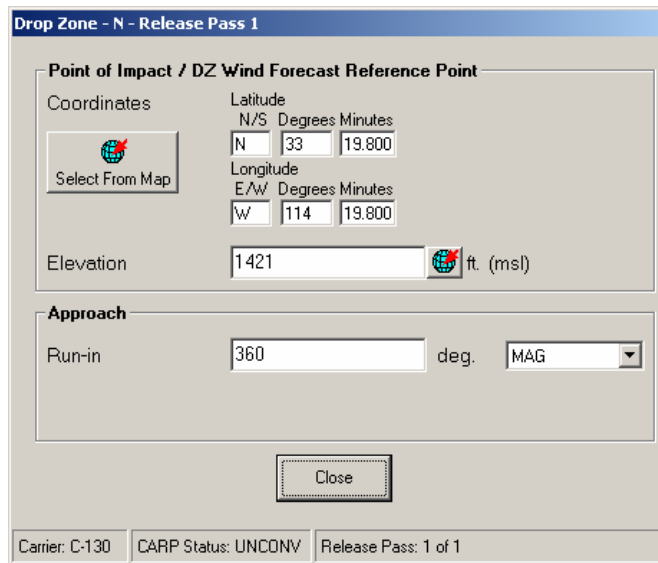 Drop Zone - N - Release Pass 1
Point of Impact / DZ Wind Forecast Reference Point
Coordinates
Latitude
N/S Degrees Minutes
N 33 19.800
Select From Map
Longitude
E/W Degrees Minutes
W 114 19.800
Elevation 1421 ft. (msl)
Approach
Run-in 360 deg. MAG
Close
Carrier: C-130 CARP Status: UNCONV Release Pass: 1 of 1